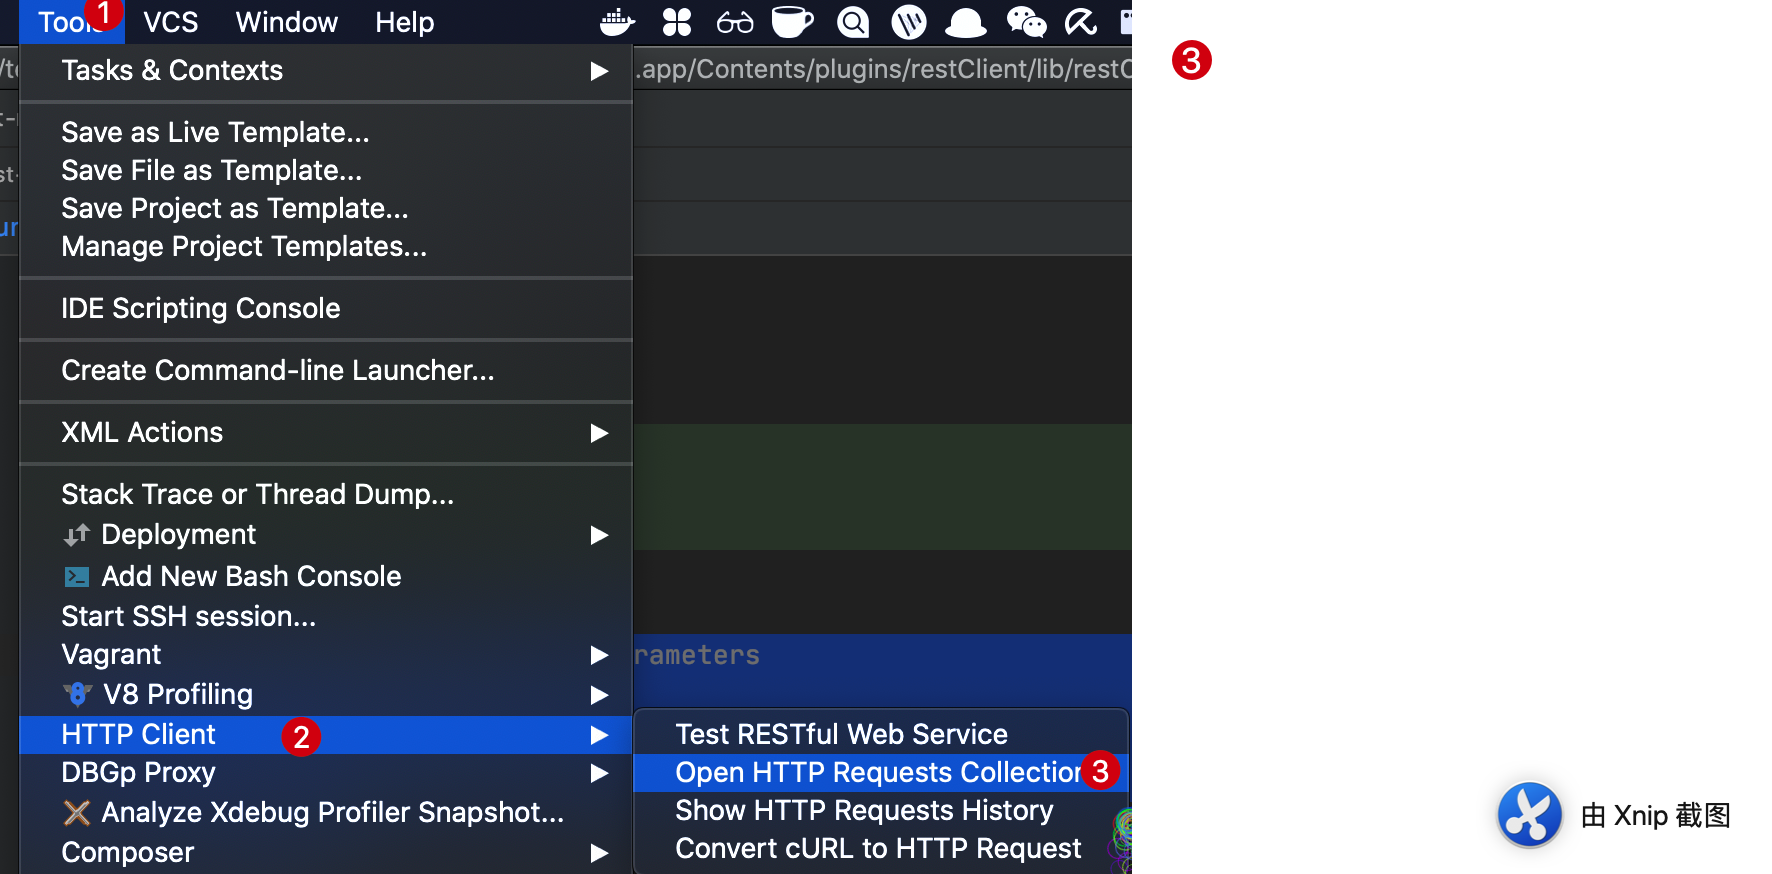 Tools 1 VCS Window Help
.app/Contents/plugins/restClient/lib/restC
3
Tasks & Contexts
Save as Live Template...
Save File as Template...
Save Project as Template...
Manage Project Templates...
IDE Scripting Console
Create Command-line Launcher...
XML Actions
Stack Trace or Thread Dump...
Deployment
Add New Bash Console
Start SSH session...
Vagrant
rameters
V8 Profiling
HTTP Client 2
DBGp Proxy
Analyze Xdebug Profiler Snapshot...
Composer
Test RESTful Web Service
Open HTTP Requests Collection 3
Show HTTP Requests History
Convert cURL to HTTP Request
由 Xnip 截图